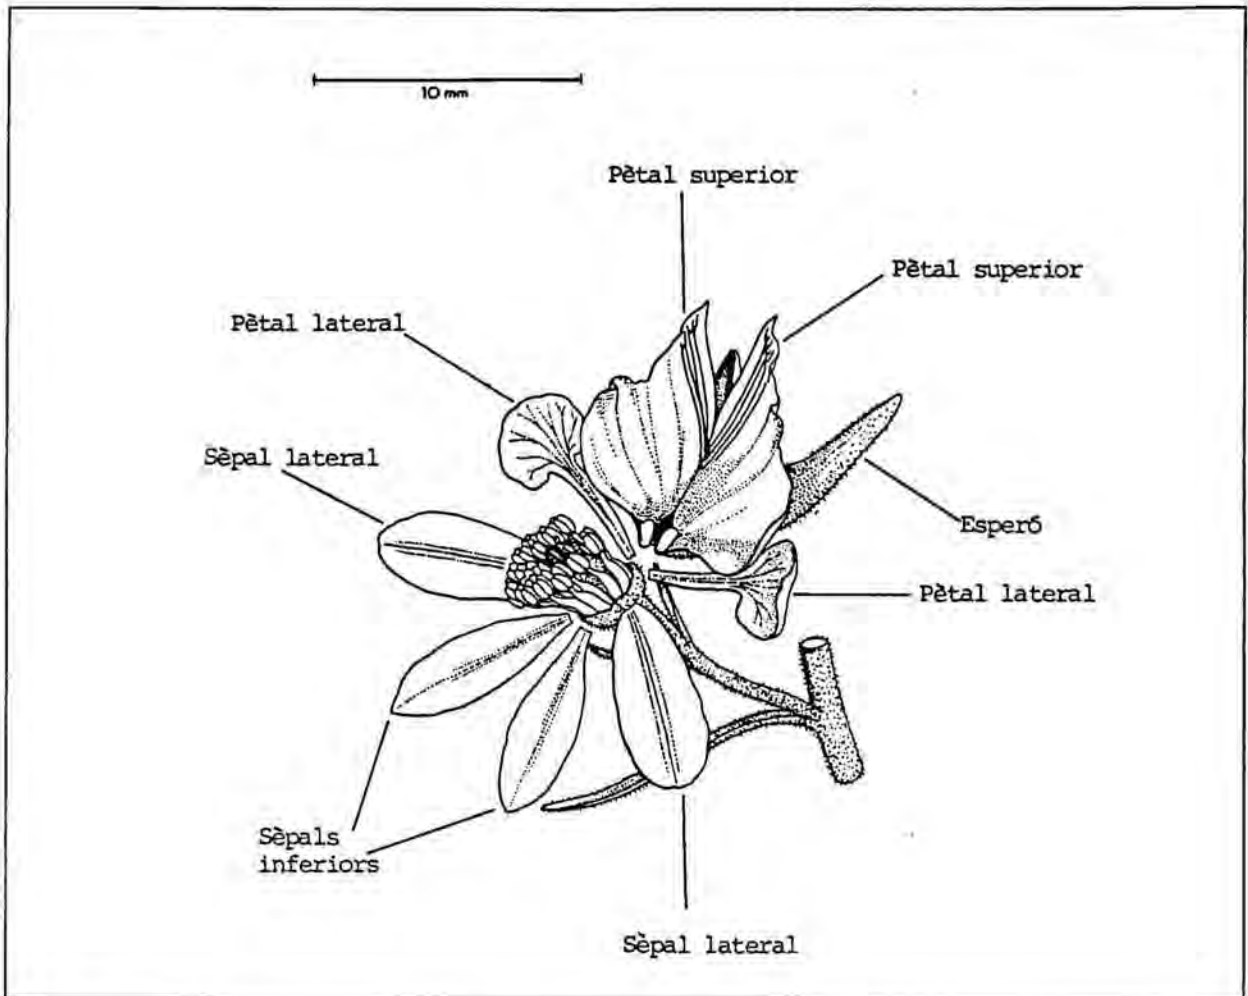 10 mm
Pètal superior
Pètal superior
Pètal lateral
Sèpal lateral
Esperó
Pètal lateral
Sèpals
inferiors
Sèpal lateral